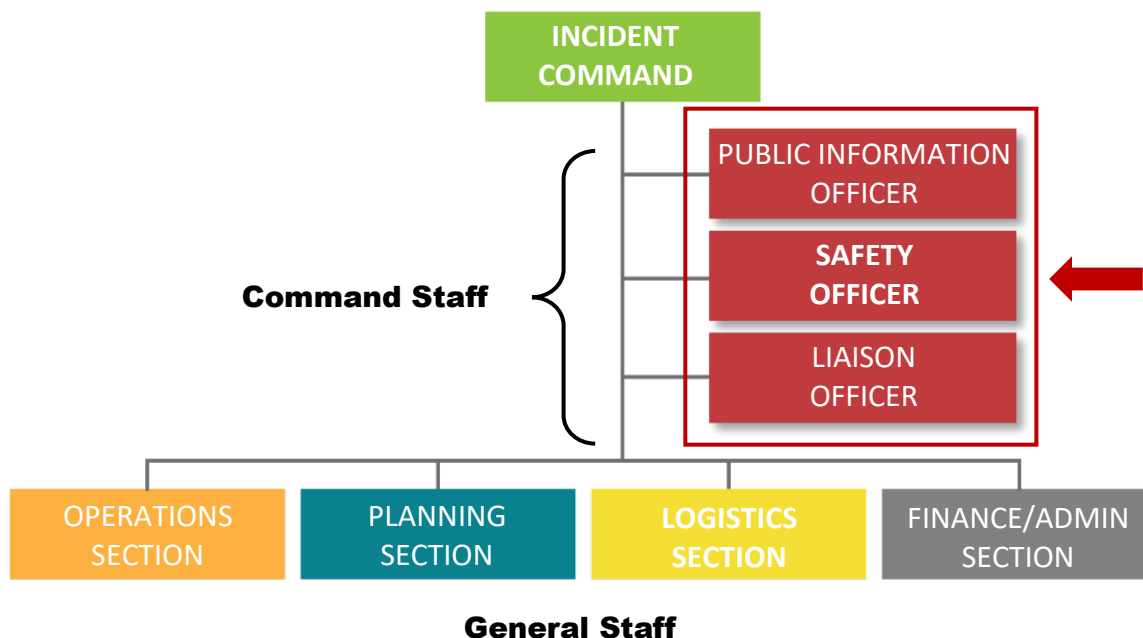 INCIDENT
COMMAND
PUBLIC INFORMATION
OFFICER
SAFETY
OFFICER
Command Staff
LIAISON
OFFICER
OPERATIONS
SECTION
PLANNING
SECTION
LOGISTICS
SECTION
FINANCE/ADMIN
SECTION
General Staff